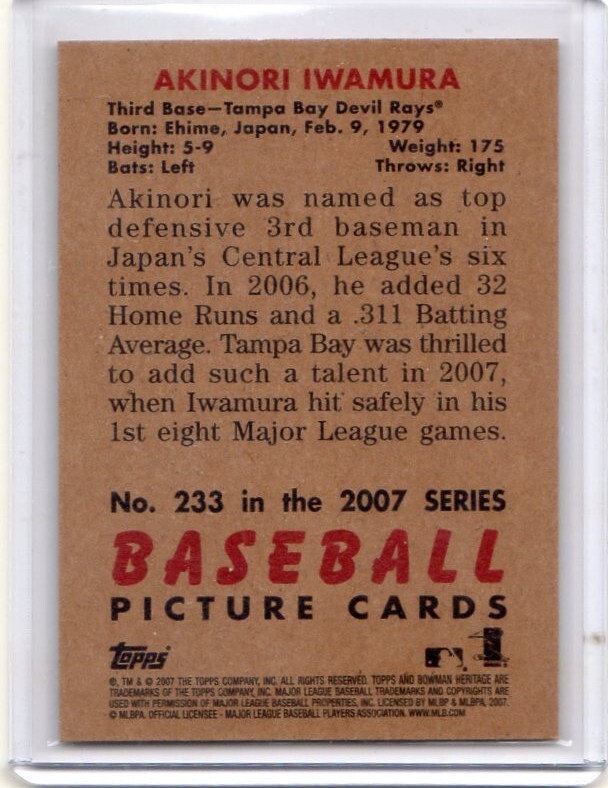 AKINORI IWAMURA
Third Base—Tampa Bay Devil Rays®
Born: Ehime, Japan, Feb. 9, 1979
Height: 5-9 Weight: 175
Bats: Left Throws: Right
Akinori was named as top
defensive 3rd baseman in
Japan's Central League's six
times. In 2006, he added 32
Home Runs and a .311 Batting
Average. Tampa Bay was thrilled
to add such a talent in 2007,
when Iwamura hit safely in his
1st eight Major League games.
No. 233 in the 2007 SERIES
BASEBALL
PICTURE CARDS
Topps
®, TM & © 2007 THE TOPPS COMPANY, INC. ALL RIGHTS RESERVED. TOPPS AND BOWMAN HERITAGE ARE
TRADEMARKS OF THE TOPPS COMPANY, INC. MAJOR LEAGUE BASEBALL TRADEMARKS AND COPYRIGHTS ARE
USED WITH PERMISSION OF MAJOR LEAGUE BASEBALL PROPERTIES, INC. LICENSED BY MLBP & MLBPA, 2007.
© MLBPA. OFFICIAL LICENSEE - MAJOR LEAGUE BASEBALL PLAYERS ASSOCIATION. WWW.MLB.COM